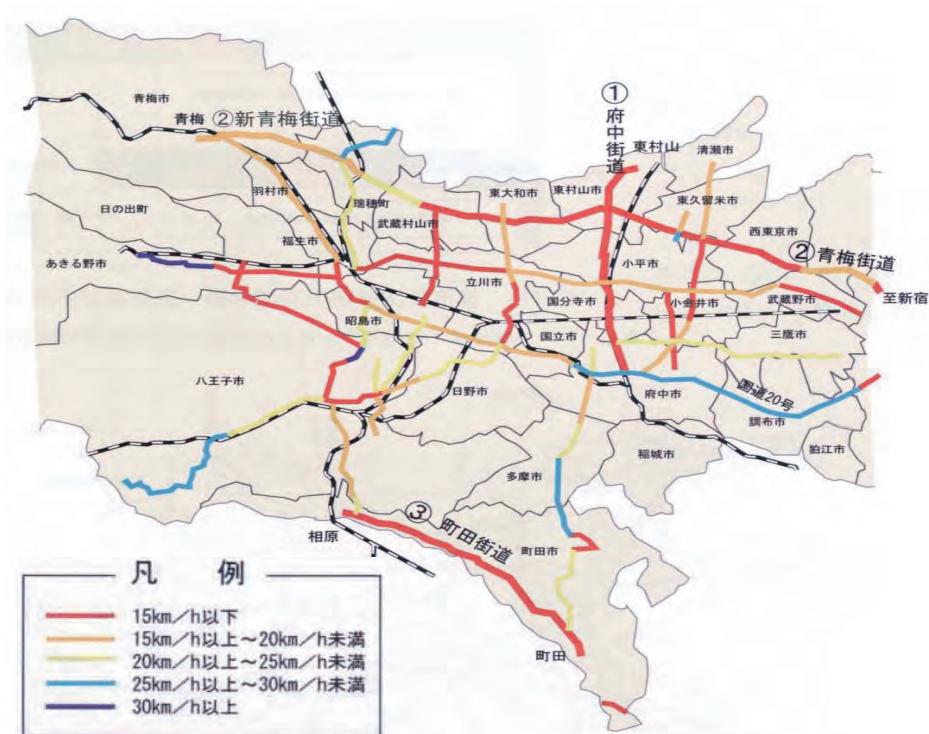 青梅市
青梅
②新青梅街道
①
府中街道
東村山
清瀬市
羽村市
瑞穂町
東大和市
東村山市
東久留米市
日の出町
武蔵村山市
西東京市
福生市
②青梅街道
あきる野市
小平市
立川市
至新宿
国分寺市
小金井市
武蔵野市
昭島市
国立市
三鷹市
八王子市
日野市
府中市
国道20号
調布市
狛江市
稲城市
多摩市
③町田街道
相原
町田市
町田
凡 例
15km/h以下
15km/h以上~20km/h未満
20km/h以上~25km/h未満
25km/h以上~30km/h未満
30km/h以上